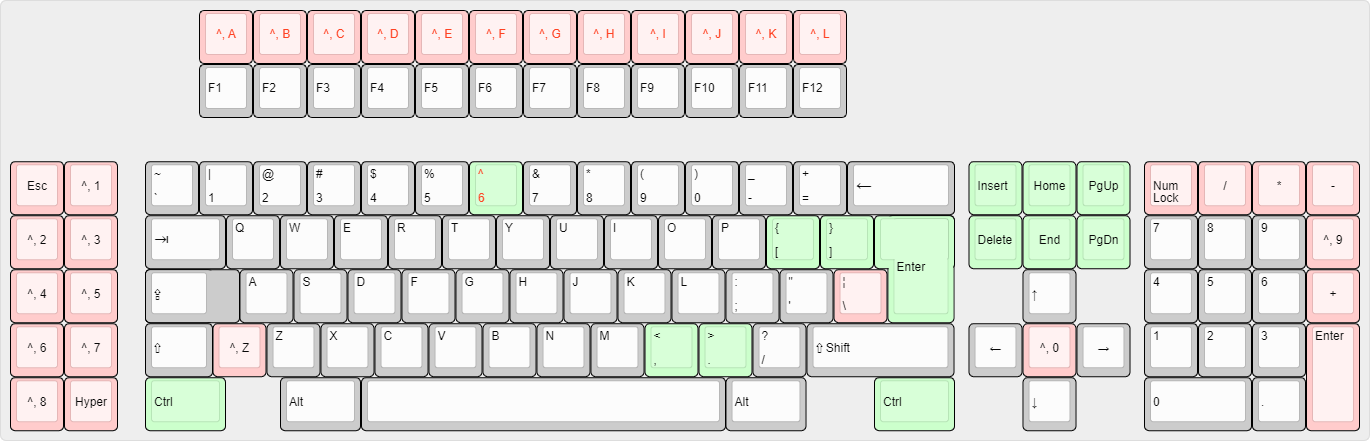 ^, A ^, B ^, C ^, D ^, E ^, F ^, G ^, H ^, I ^, J ^, K ^, L
F1 F2 F3 F4 F5 F6 F7 F8 F9 F10 F11 F12
Esc ^, 1 ~ | @ # $ % ^ & * ( ) _ + ← Insert Home PgUp Num Lock / * -
` 1 2 3 4 5 6 7 8 9 0 - =
^, 2 ^, 3 ⇥ Q W E R T Y U I O P { } Enter Delete End PgDn 7 8 9 ^, 9
[ ]
^, 4 ^, 5 ⇪ A S D F G H J K L : " ¦ ↑ 4 5 6 +
; ' \
^, 6 ^, 7 ⇧ ^, Z Z X C V B N M < > ? ⇧ Shift ← ^, 0 → 1 2 3 Enter
, . /
^, 8 Hyper Ctrl Alt Alt Ctrl ↓ 0 .